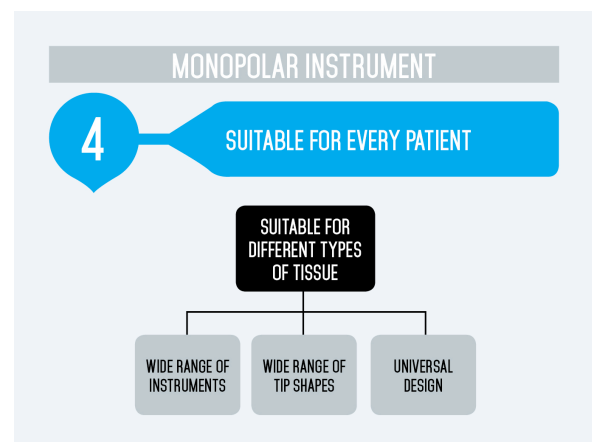 MONOPOLAR INSTRUMENT
4
SUITABLE FOR EVERY PATIENT
SUITABLE FOR
DIFFERENT TYPES
OF TISSUE
WIDE RANGE OF
INSTRUMENTS
WIDE RANGE OF
TIP SHAPES
UNIVERSAL
DESIGN